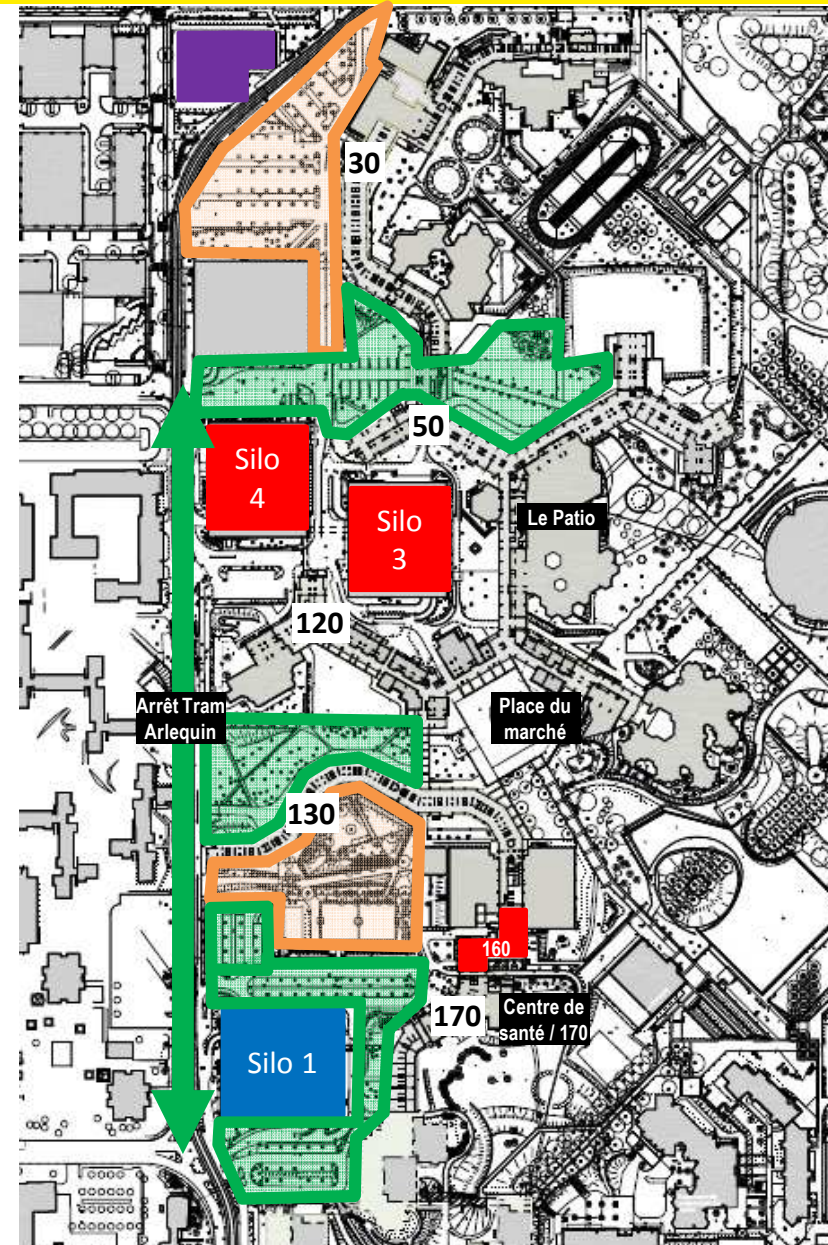 30
50
Silo
4
Silo
3
Le Patio
120
Arrêt Tram
Arlequin
Place du
marché
130
160
170
Centre de
santé / 170
Silo 1